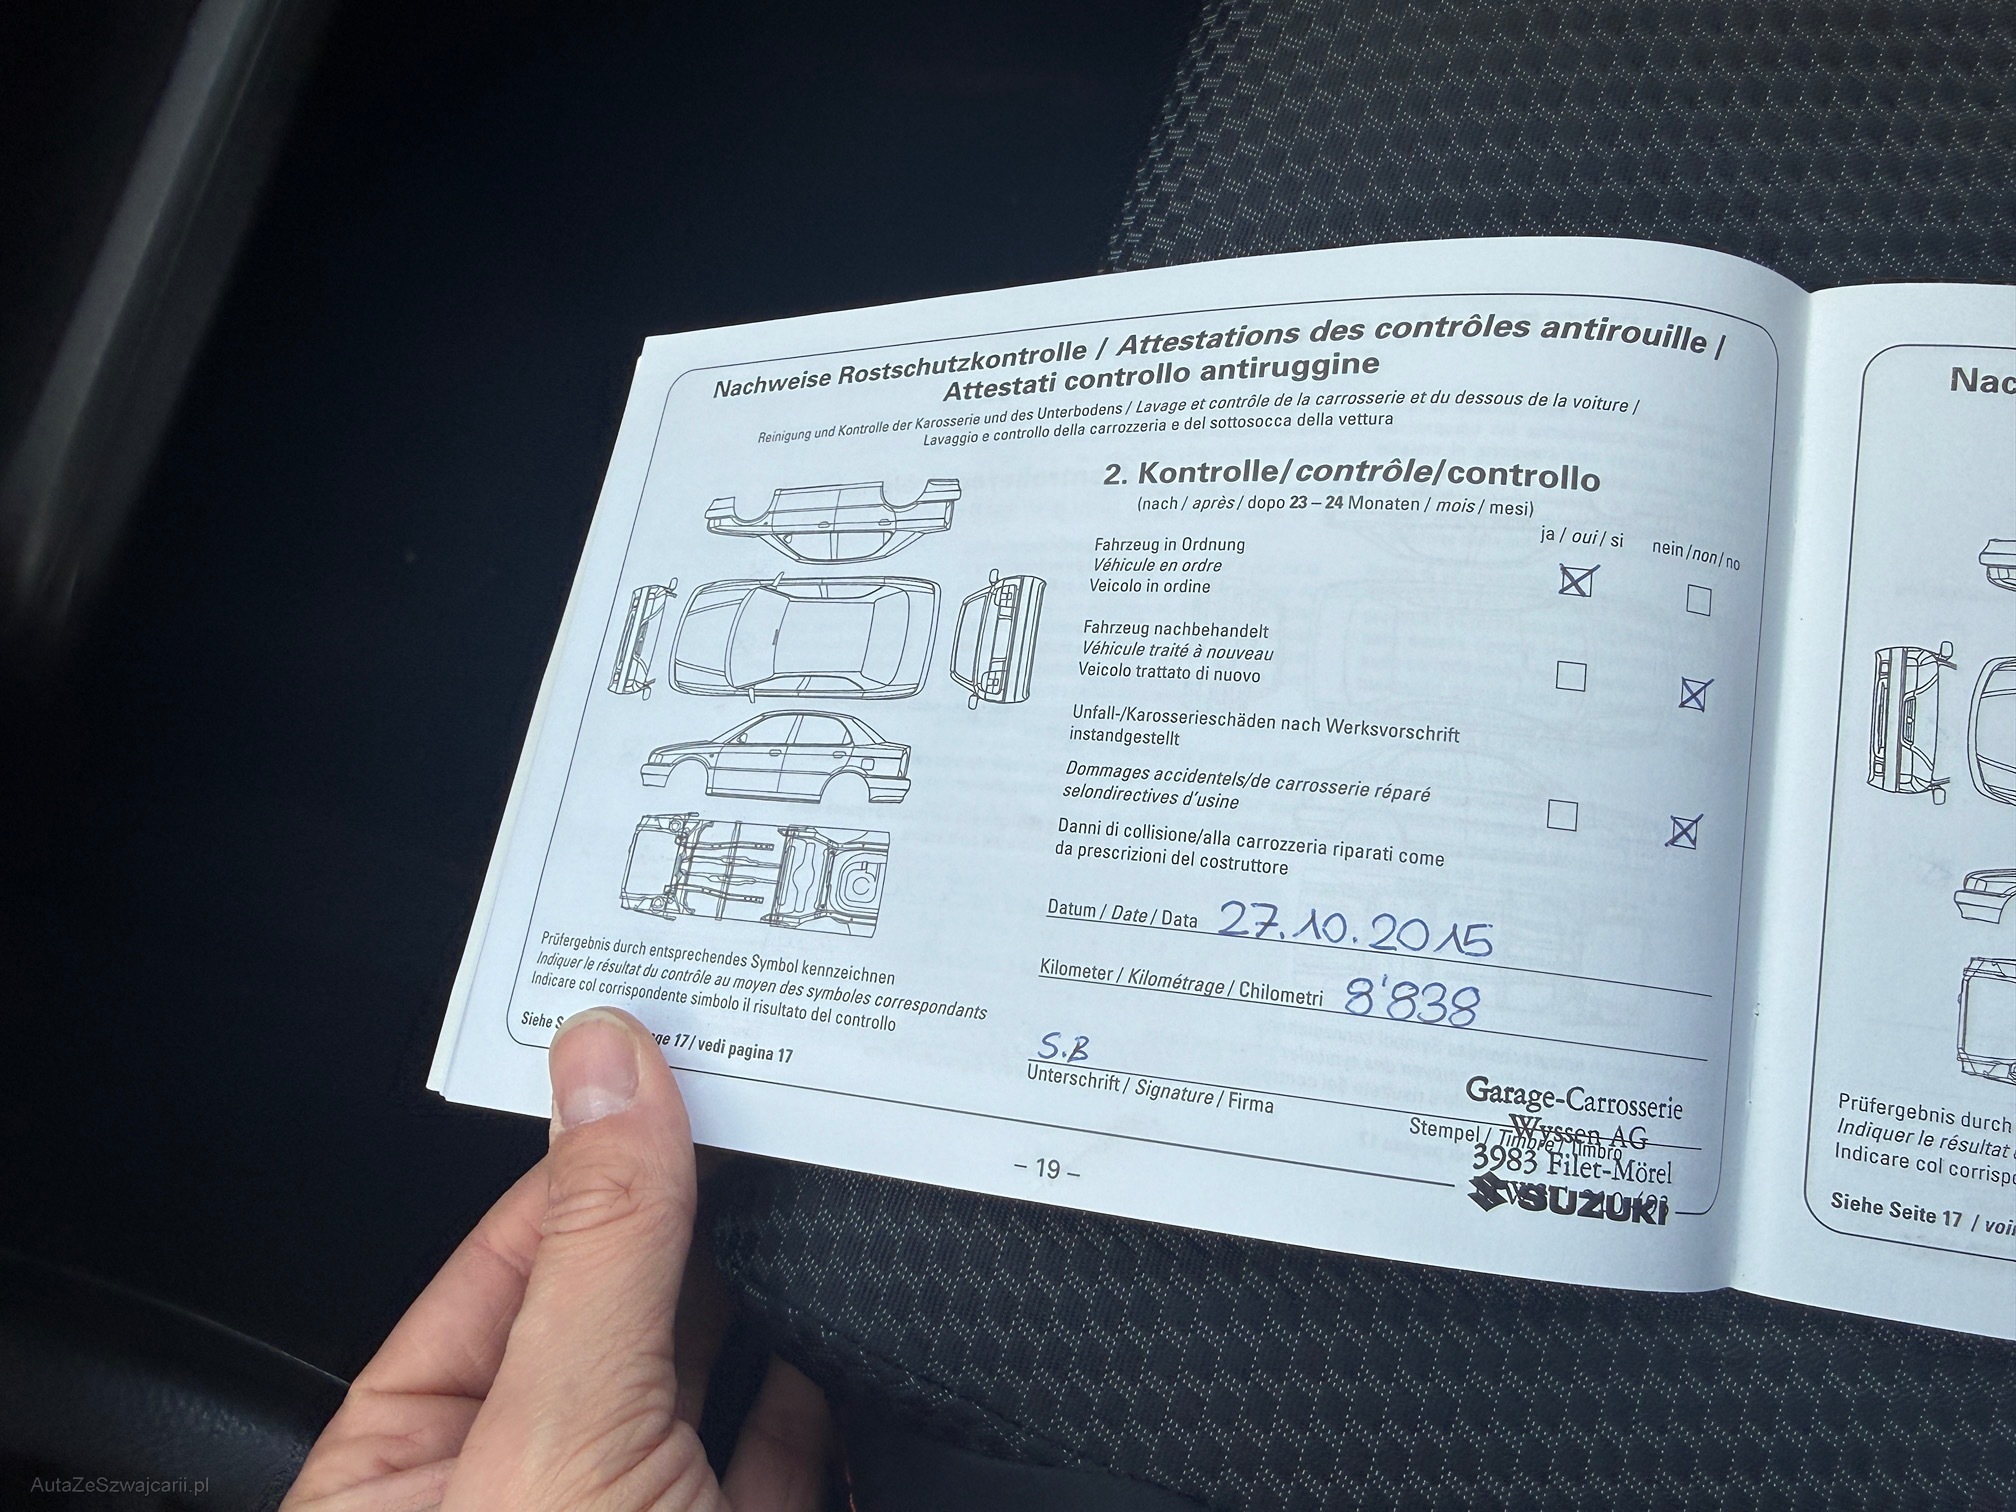 Nachweise Rostschutzkontrolle / Attestations des contrôles antirouille /
Attestati controllo antiruggine
Reinigung und Kontrolle der Karosserie und des Unterbodens / Lavage et contrôle de la carrosserie et du dessous de la voiture /
Lavaggio e controllo della carrozzeria e del sottosocca della vettura
2. Kontrolle/contrôle/controllo
(nach / après / dopo 23 – 24 Monaten / mois / mesi)
ja / oui / si nein / non / no
Fahrzeug in Ordnung
Véhicule en ordre
Veicolo in ordine
Fahrzeug nachbehandelt
Véhicule traité à nouveau
Veicolo trattato di nuovo
Unfall-/Karosserieschäden nach Werksvorschrift
instandgestellt
Dommages accidentels/de carrosserie réparé
selondirectives d'usine
Danni di collisione/alla carrozzeria riparati come
da prescrizioni del costruttore
Datum / Date / Data 27.10.2015
Kilometer / Kilométrage / Chilometri 8'838
S.B
Unterschrift / Signature / Firma
Stempel / Timbre / Timbro
Garage-Carrosserie
Wyssen AG
3983 Filet-Mörel
SUZUKI
Prüfergebnis durch entsprechendes Symbol kennzeichnen
Indiquer le résultat du contrôle au moyen des symboles correspondants
Indicare col corrispondente simbolo il risultato del controllo
Siehe 17 / vedi pagina 17
– 19 –
Nac
Prüfergebnis durch
Indiquer le résultat
Indicare col corrisp
Siehe Seite 17 / voi
AutaZeSzwajcarii.pl